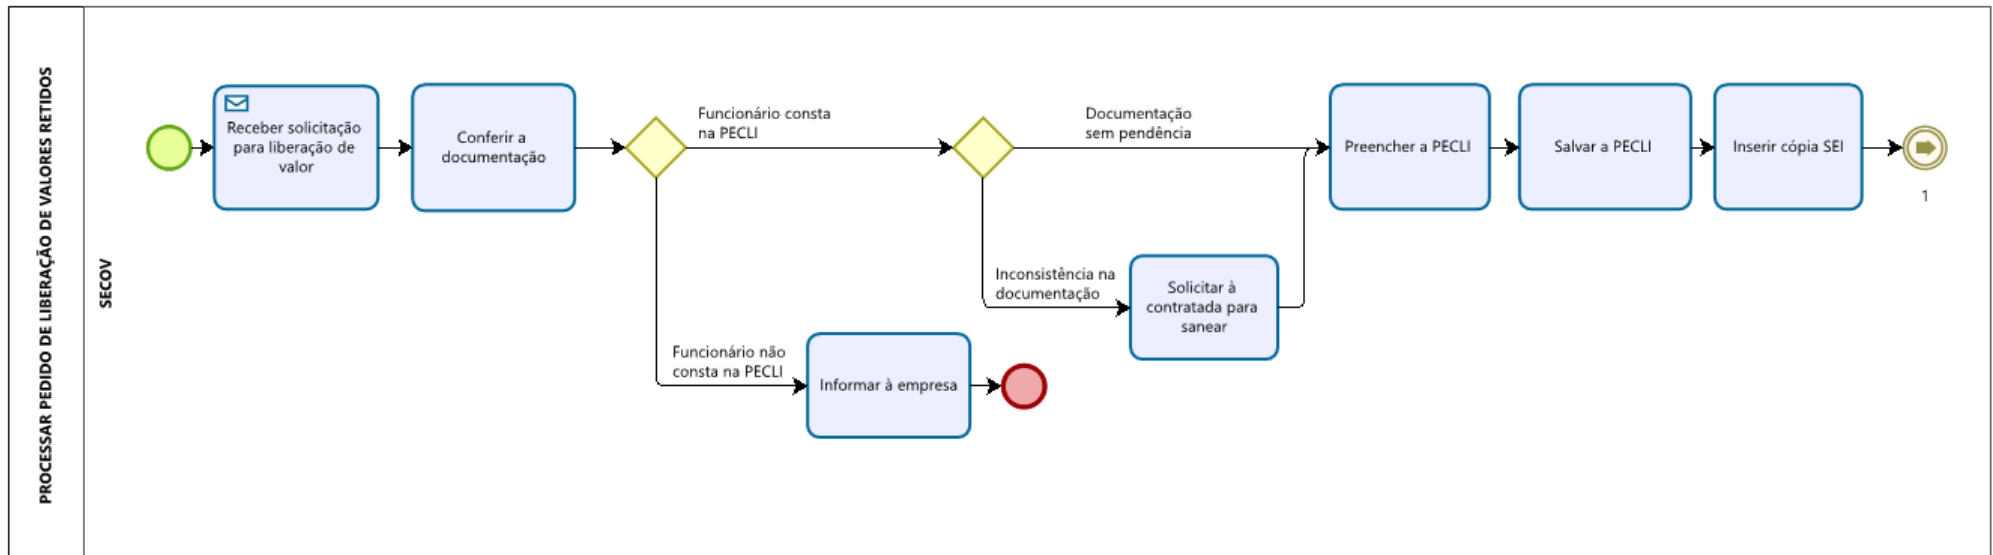 PROCESSAR PEDIDO DE LIBERAÇÃO DE VALORES RETIDOS
SECOV
Receber solicitação
para liberação de
valor
Conferir a
documentação
Funcionário consta
na PECLI
Documentação
sem pendência
Preencher a PECLI
Salvar a PECLI
Inserir cópia SEI
1
Inconsistência na
documentação
Solicitar à
contratada para
sanear
Funcionário não
consta na PECLI
Informar à empresa